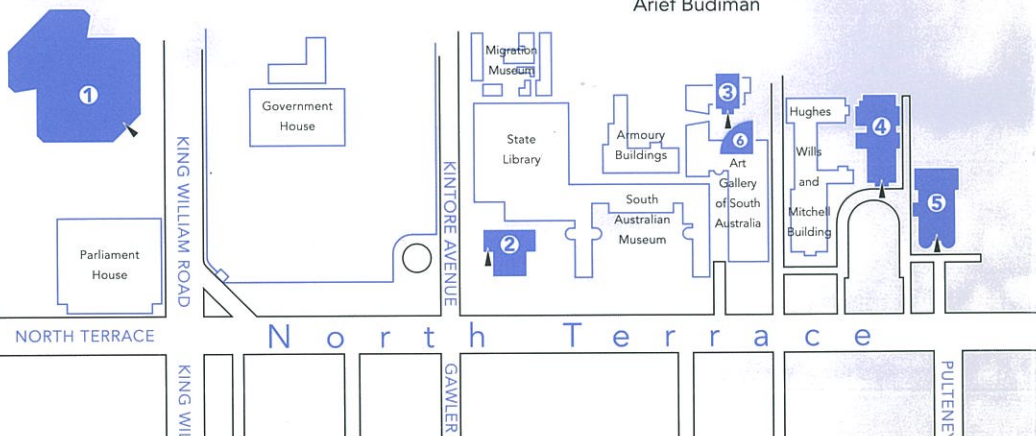 Arief Budiman
Migration
Museum
1
Government
House
3
Hughes
4
State
Library
Armoury
Buildings
6
Art
Gallery
of South
Australia
Wills
and
Mitchell
Building
5
South
Australian
Museum
2
Parliament
House
KING WILLIAM ROAD
KINTORE AVENUE
NORTH TERRACE
North Terrace
KING WIL
GAWLER
PULTENEY